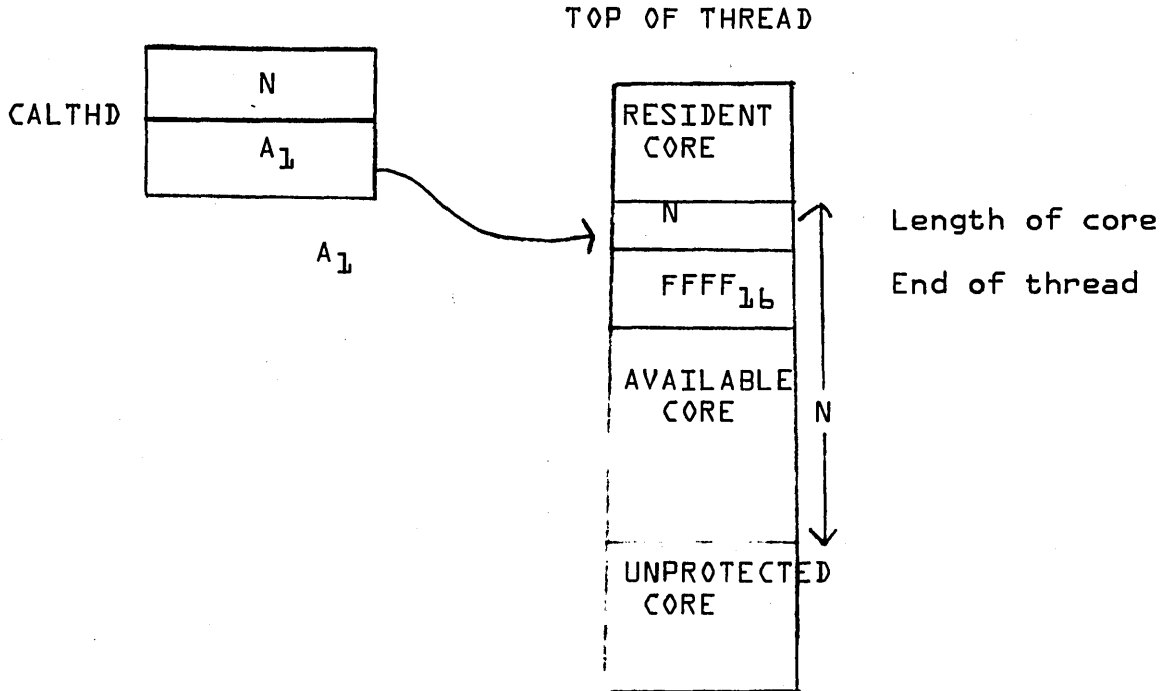 TOP OF THREAD
CALTHD
N
A1
A1
RESIDENT
CORE
N
Length of core
FFFF16
End of thread
AVAILABLE
CORE
N
UNPROTECTED
CORE